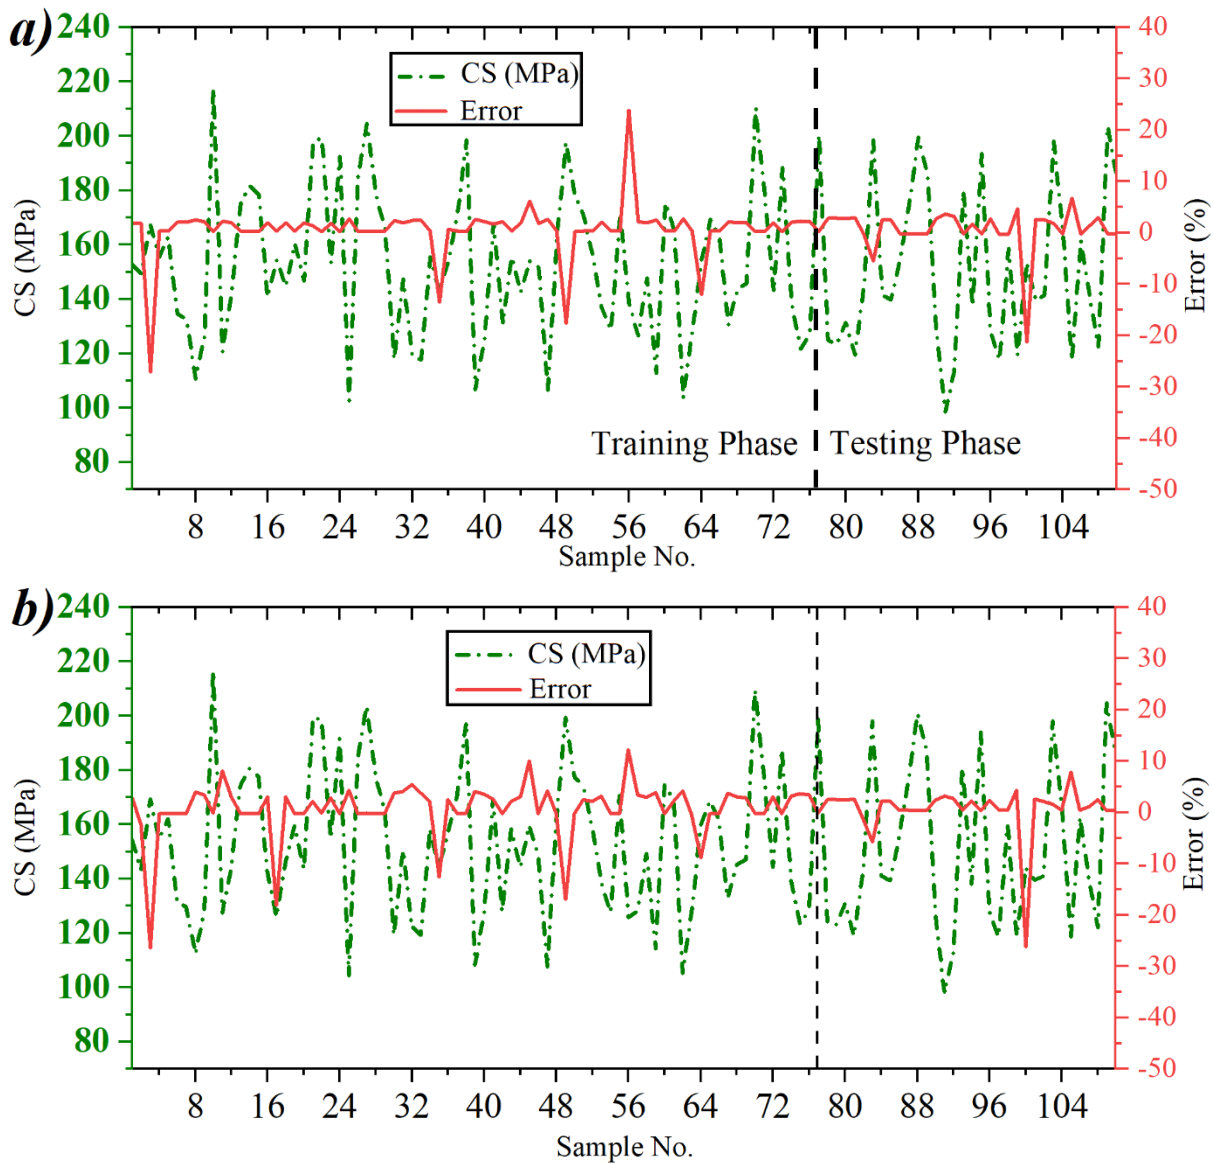 a)
240
220
200
180
160
140
120
100
80
CS (MPa)
CS (MPa)
Error
40
30
20
10
0
-10
-20
-30
-40
-50
Error (%)
Training Phase
Testing Phase
8 16 24 32 40 48 56 64 72 80 88 96 104
Sample No.
b)
240
220
200
180
160
140
120
100
80
CS (MPa)
CS (MPa)
Error
40
30
20
10
0
-10
-20
-30
-40
-50
Error (%)
8 16 24 32 40 48 56 64 72 80 88 96 104
Sample No.